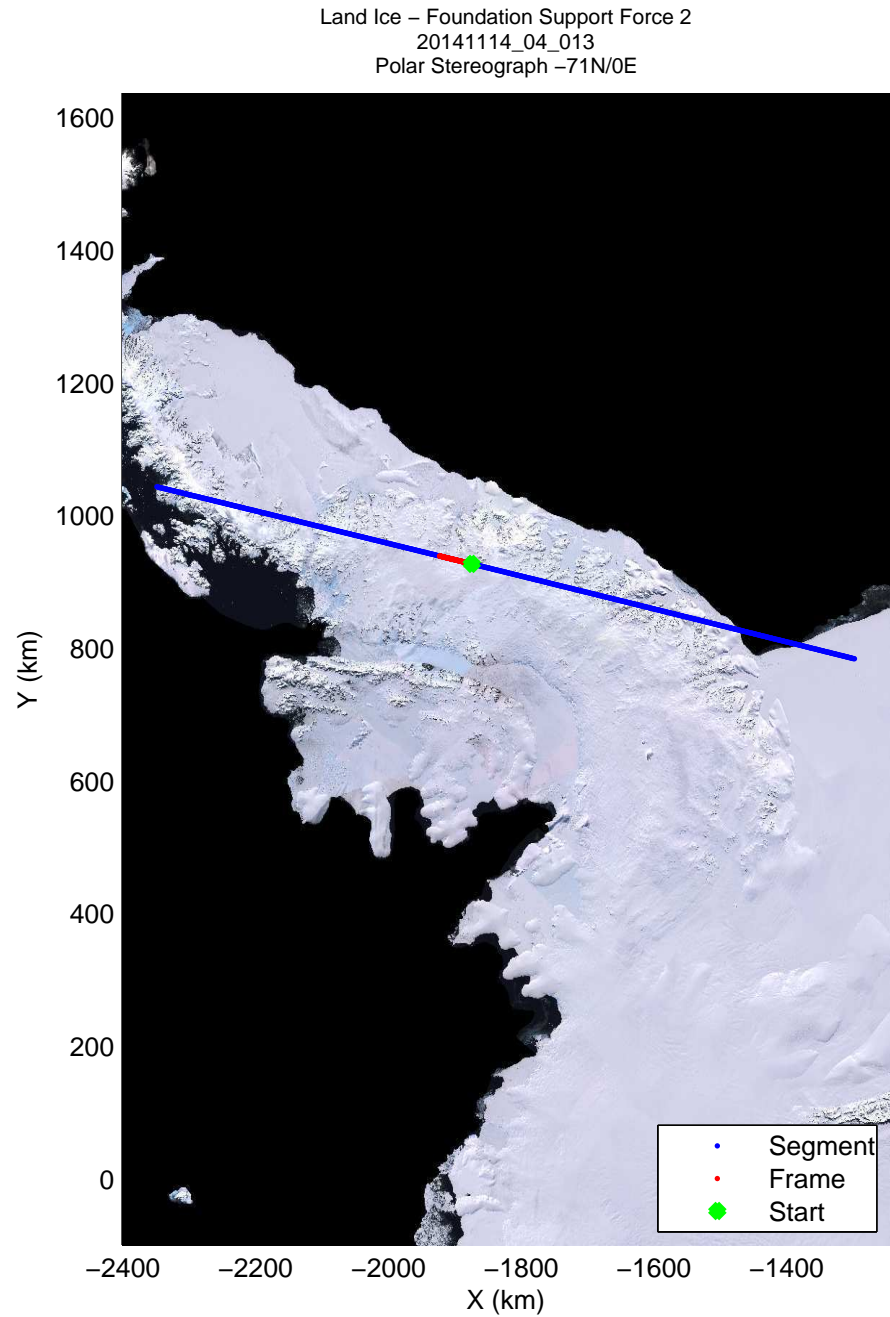 Land Ice − Foundation Support Force 2
20141114_04_013
Polar Stereograph −71N/0E
1600
1400
1200
1000
800
600
400
200
0
Y (km)
−2400 −2200 −2000 −1800 −1600 −1400
X (km)
Segment
Frame
Start